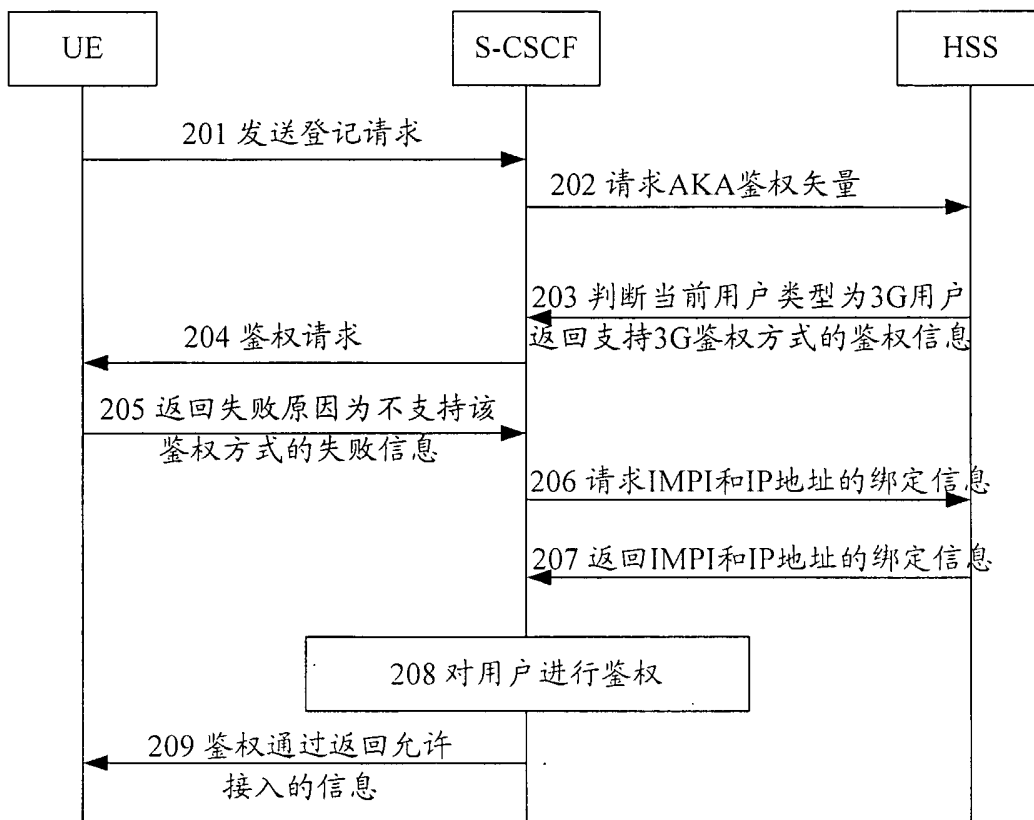 UE
S-CSCF
HSS
201 发送登记请求
202 请求AKA鉴权矢量
203 判断当前用户类型为3G用户
返回支持3G鉴权方式的鉴权信息
204 鉴权请求
205 返回失败原因为不支持该
鉴权方式的失败信息
206 请求IMPI和IP地址的绑定信息
207 返回IMPI和IP地址的绑定信息
208 对用户进行鉴权
209 鉴权通过返回允许
接入的信息